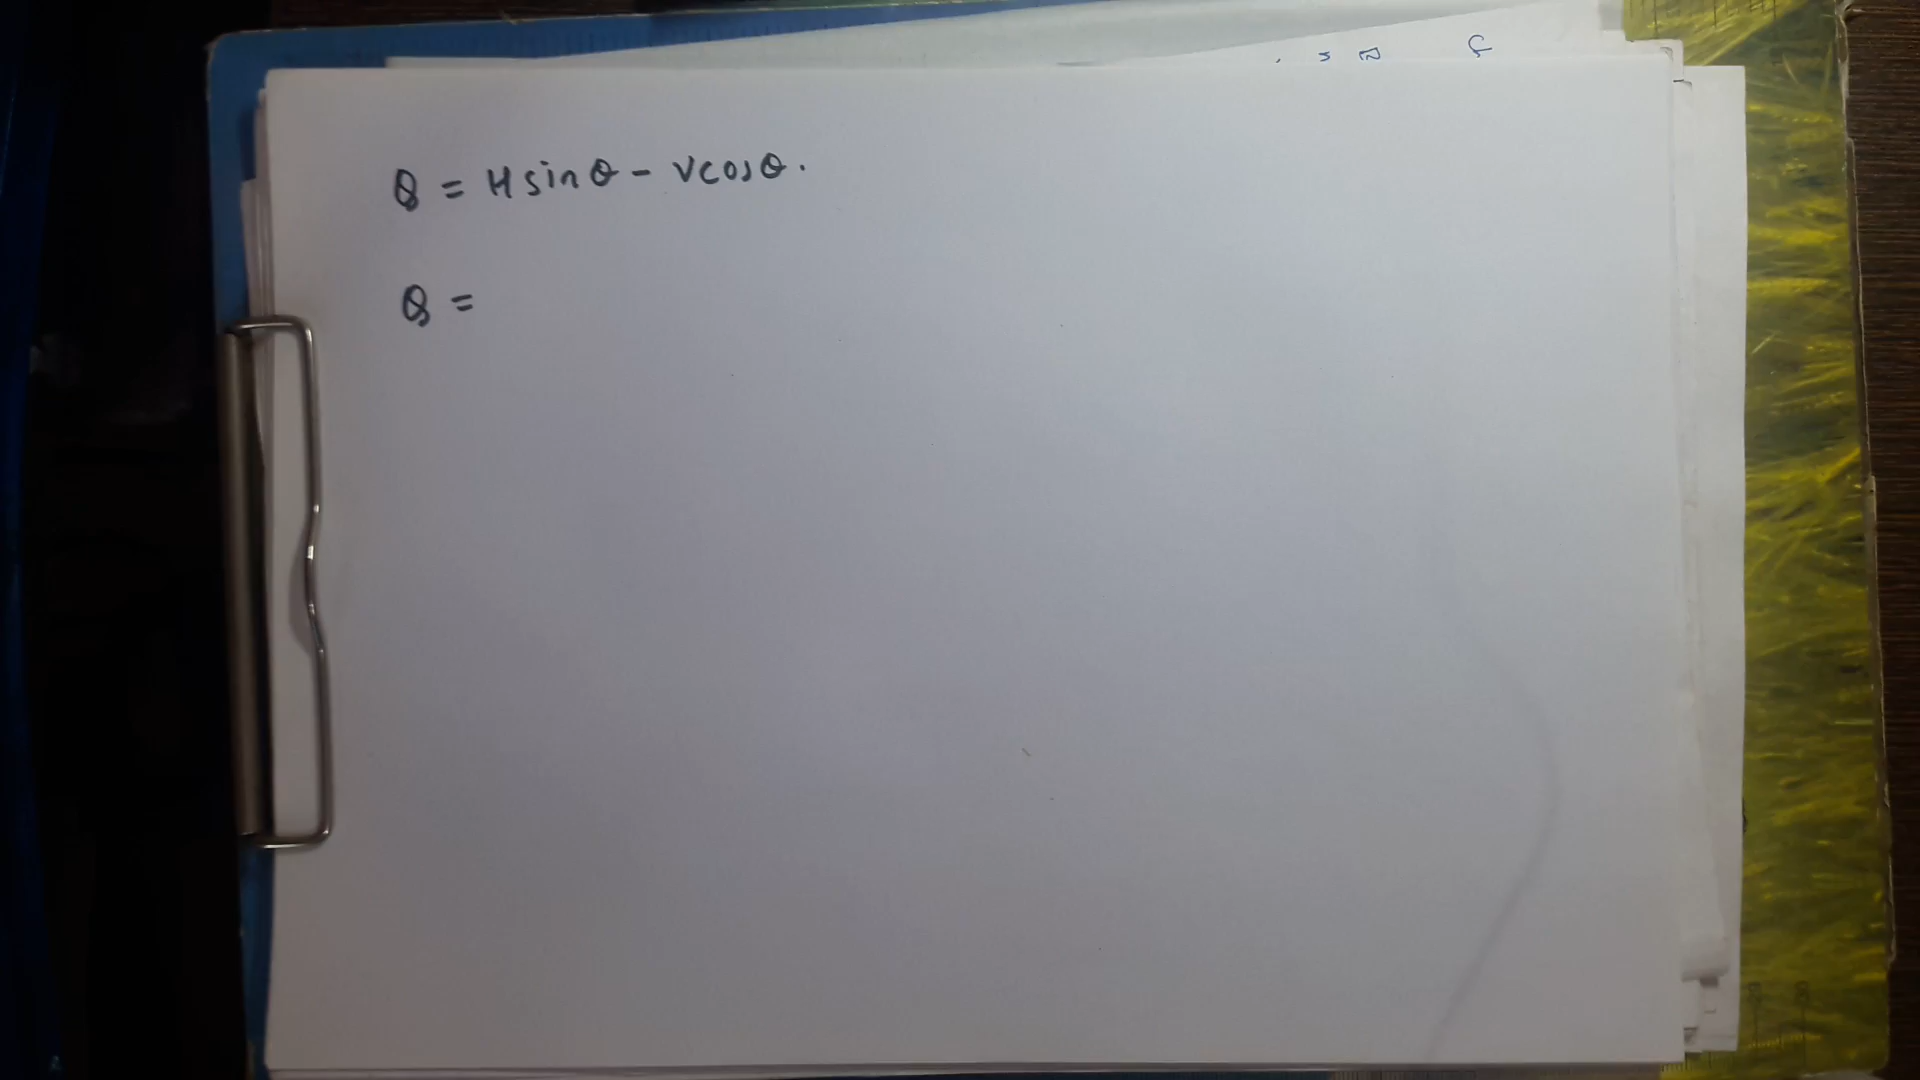 Q = H sin θ - V cos θ.
Q =